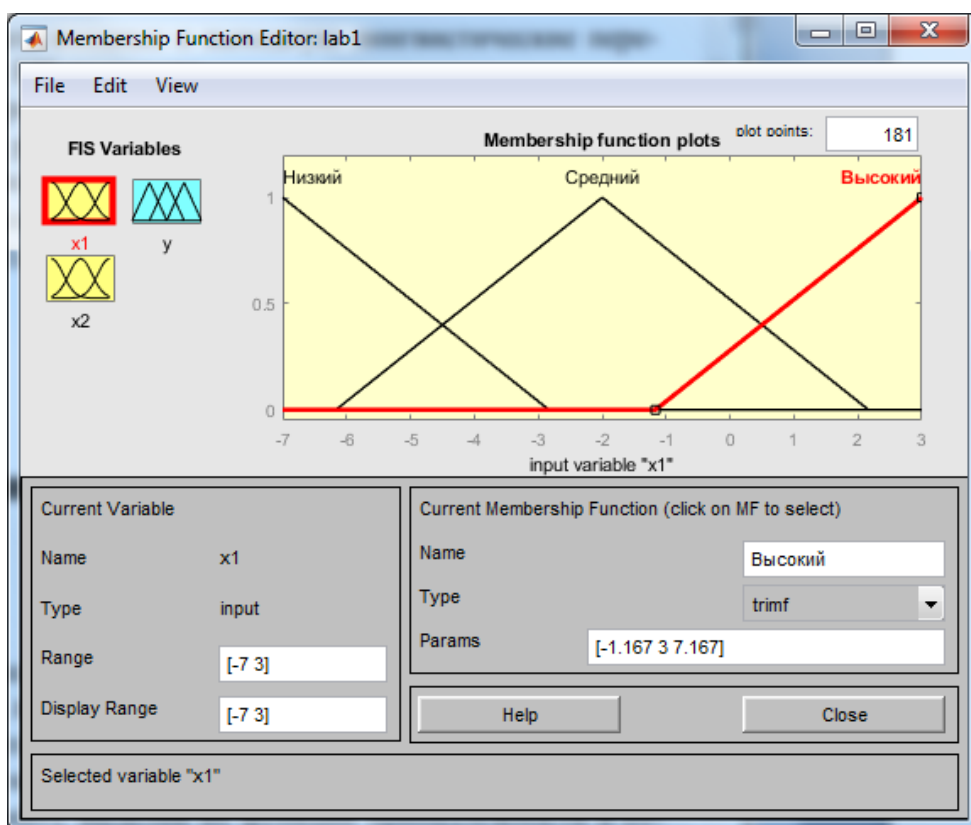 Membership Function Editor: lab1
File Edit View
FIS Variables
x1
y
x2
Membership function plots
plot points:
181
Низкий
Средний
Высокий
1
0.5
0
-7 -6 -5 -4 -3 -2 -1 0 1 2 3
input variable "x1"
Current Variable
Name x1
Type input
Range [-7 3]
Display Range [-7 3]
Current Membership Function (click on MF to select)
Name Высокий
Type trimf
Params [-1.167 3 7.167]
Help
Close
Selected variable "x1"